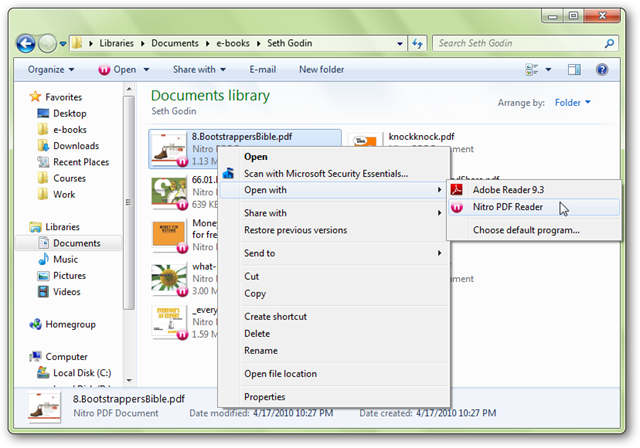 Libraries Documents e-books Seth Godin
Search Seth Godin
Organize Open Share with E-mail New folder
Favorites
Desktop
e-books
Downloads
Recent Places
Courses
Work
Libraries
Documents
Music
Pictures
Videos
Homegroup
Computer
Local Disk (C:)
Documents library
Seth Godin
Arrange by: Folder
8.BootstrappersBible.pdf
Nitro
1.13 M
knockknock.pdf
66.01.
Nitro
639 KB
Money
for fre
Nitro
what-
Nitro
3.00 M
_every
Nitro
1.59 M
Open
Scan with Microsoft Security Essentials...
Open with
Share with
Restore previous versions
Send to
Cut
Copy
Create shortcut
Delete
Rename
Open file location
Properties
Adobe Reader 9.3
Nitro PDF Reader
Choose default program...
8.BootstrappersBible.pdf
Nitro PDF Document
Date modified: 4/17/2010 10:27 PM
Date created: 4/17/2010 10:27 PM